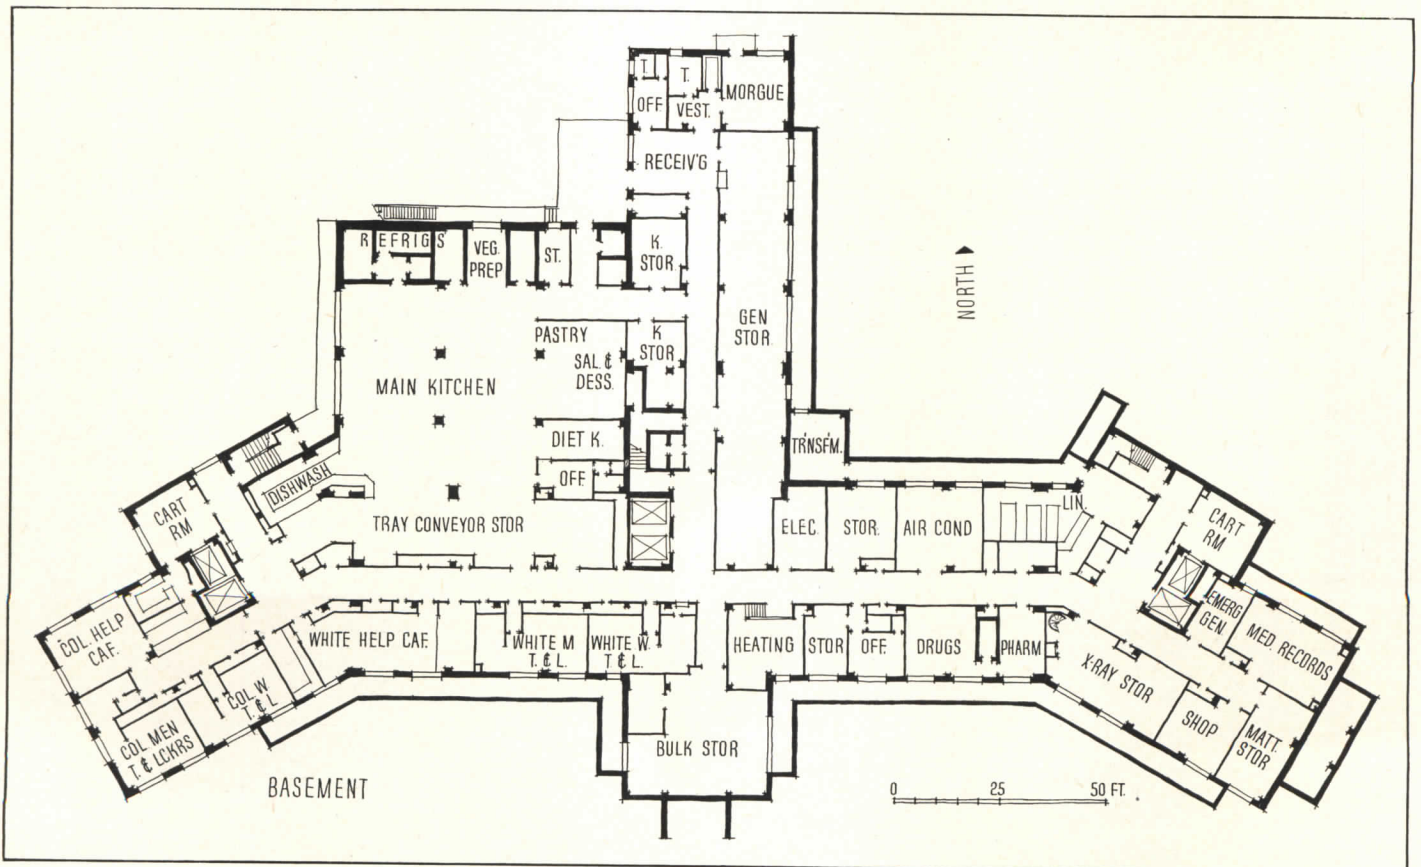 T.
T.
OFF
VEST.
MORGUE
RECEIV'G
REFRIGS
VEG.
PREP
ST.
K.
STOR
NORTH
PASTRY
K
STOR
GEN
STOR.
SAL. &
DESS.
MAIN KITCHEN
DIET K.
TRNSFM.
OFF
DISHWASH
CART
RM
TRAY CONVEYOR STOR
ELEC.
STOR.
AIR COND
LIN.
CART
RM
COL. HELP
CAF.
WHITE HELP CAF.
WHITE M
T. & L.
WHITE W.
T. & L.
HEATING
STOR
OFF.
DRUGS
PHARM
EMERG
GEN
MED. RECORDS
X-RAY STOR
COL. W.
T. & L
COL. MEN
T. & LCKRS
SHOP
MATT.
STOR
BULK STOR
BASEMENT
0 25 50 FT.